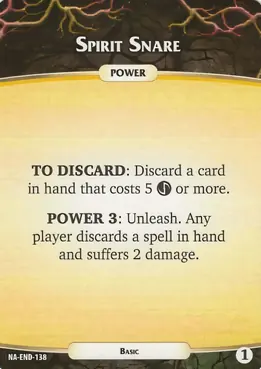 SPIRIT SNARE
POWER
TO DISCARD: Discard a card
in hand that costs 5 or more.
POWER 3: Unleash. Any
player discards a spell in hand
and suffers 2 damage.
NA-END-138
BASIC
1